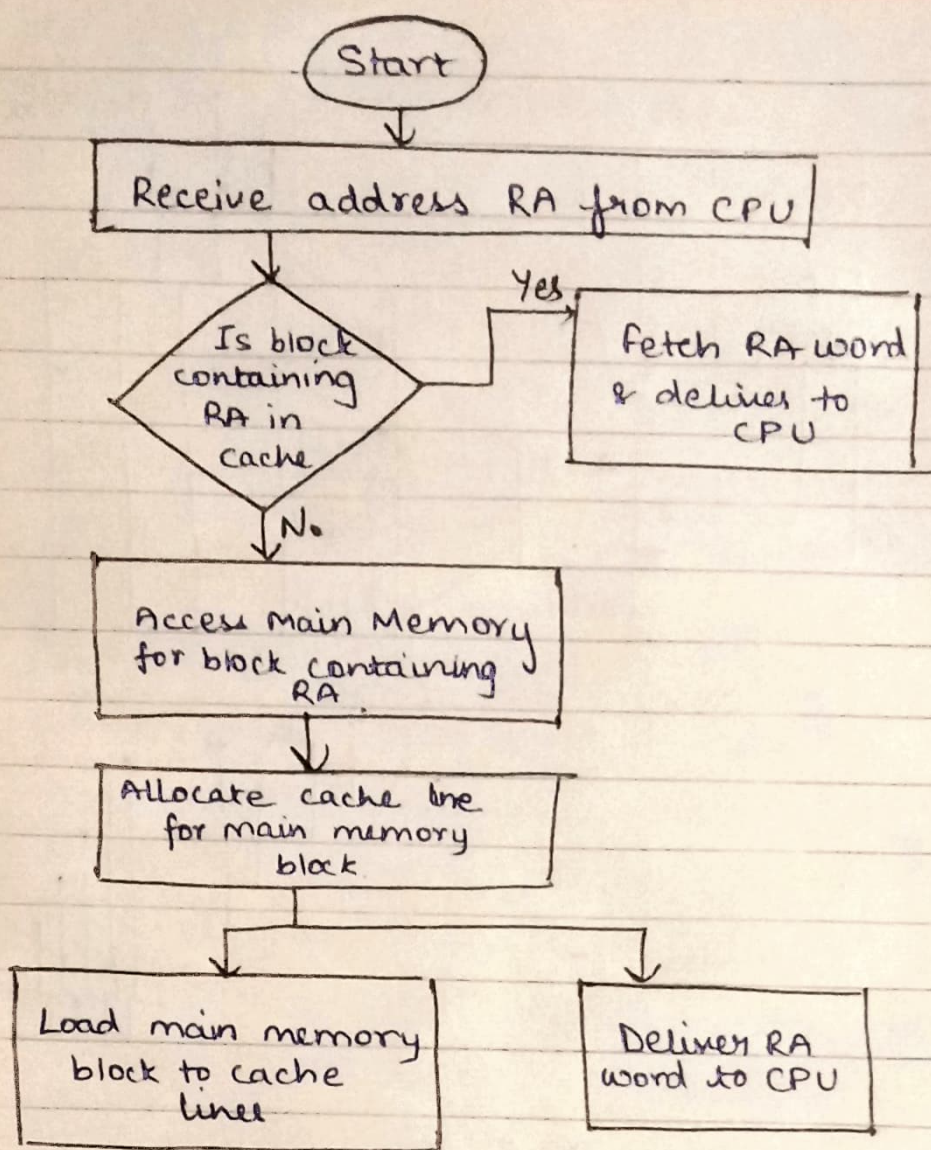 Start
Receive address RA from CPU
Is block
containing
RA in
cache
Yes
Fetch RA word
& deliver to
CPU
No
Access Main Memory
for block containing
RA
Allocate cache line
for main memory
block
Load main memory
block to cache
lines
Deliver RA
word to CPU